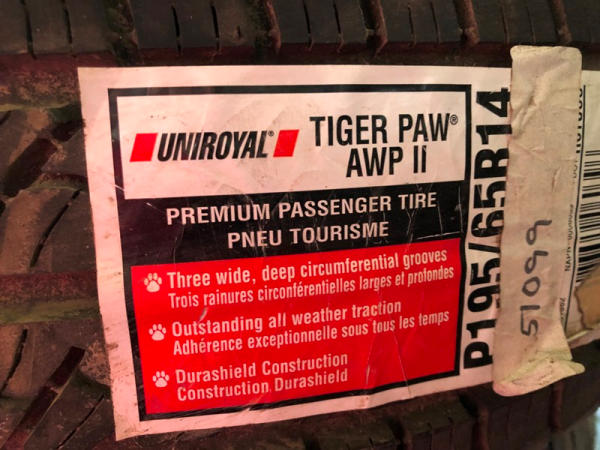 UNIROYAL®
TIGER PAW®
AWP II
PREMIUM PASSENGER TIRE
PNEU TOURISME
Three wide, deep circumferential grooves
Trois rainures circonférentielles larges et profondes
Outstanding all weather traction
Adhérence exceptionnelle sous tous les temps
Durashield Construction
Construction Durashield
P195/65R14
51099